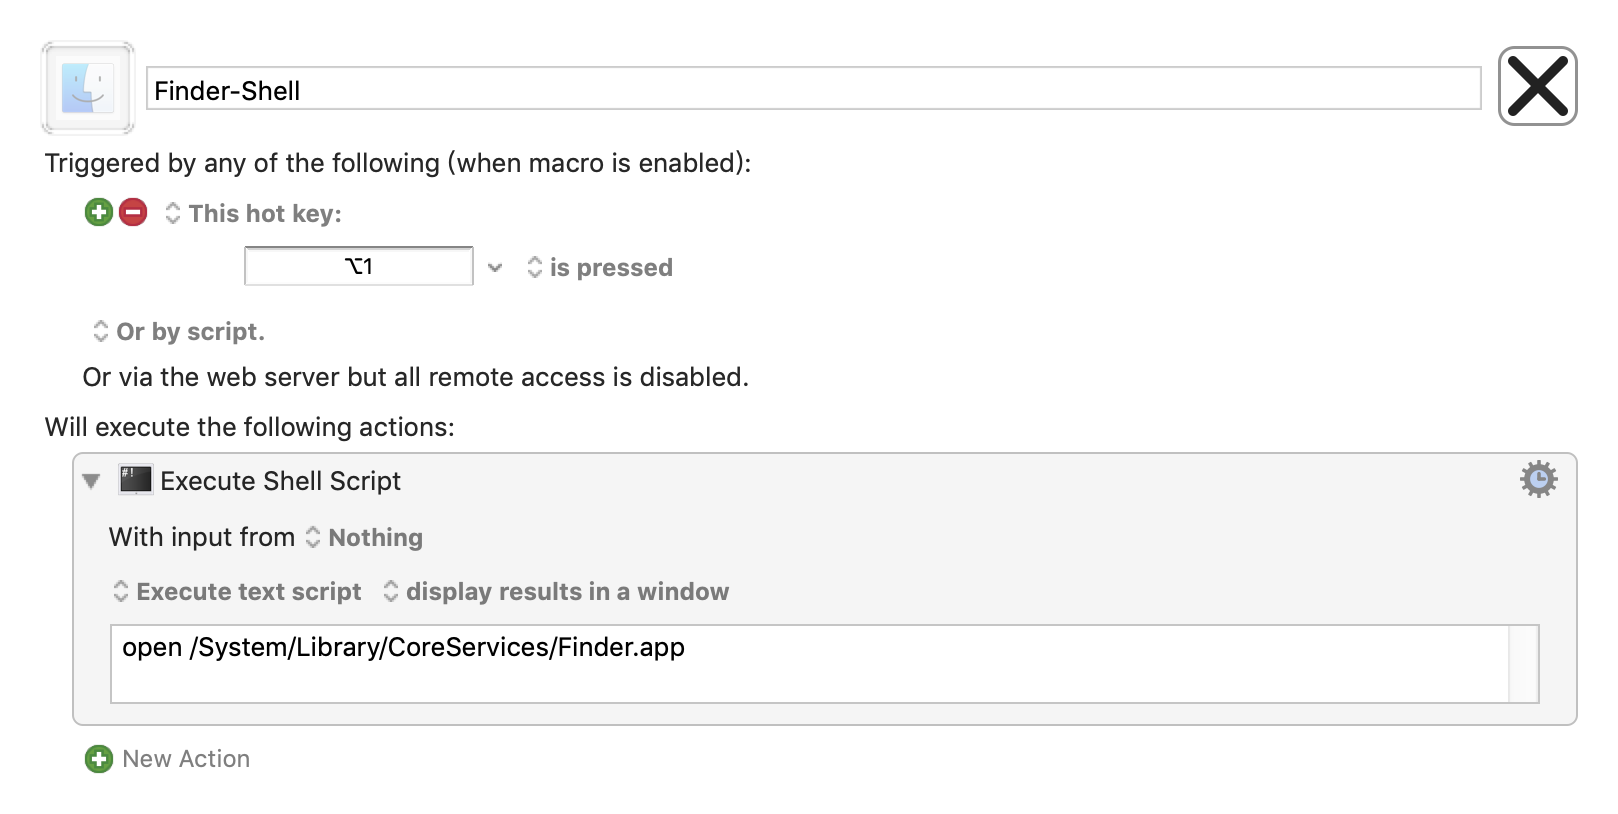 Finder-Shell
Triggered by any of the following (when macro is enabled):
This hot key:
⌥1 is pressed
Or by script.
Or via the web server but all remote access is disabled.
Will execute the following actions:
#! Execute Shell Script
With input from Nothing
Execute text script display results in a window
open /System/Library/CoreServices/Finder.app
New Action